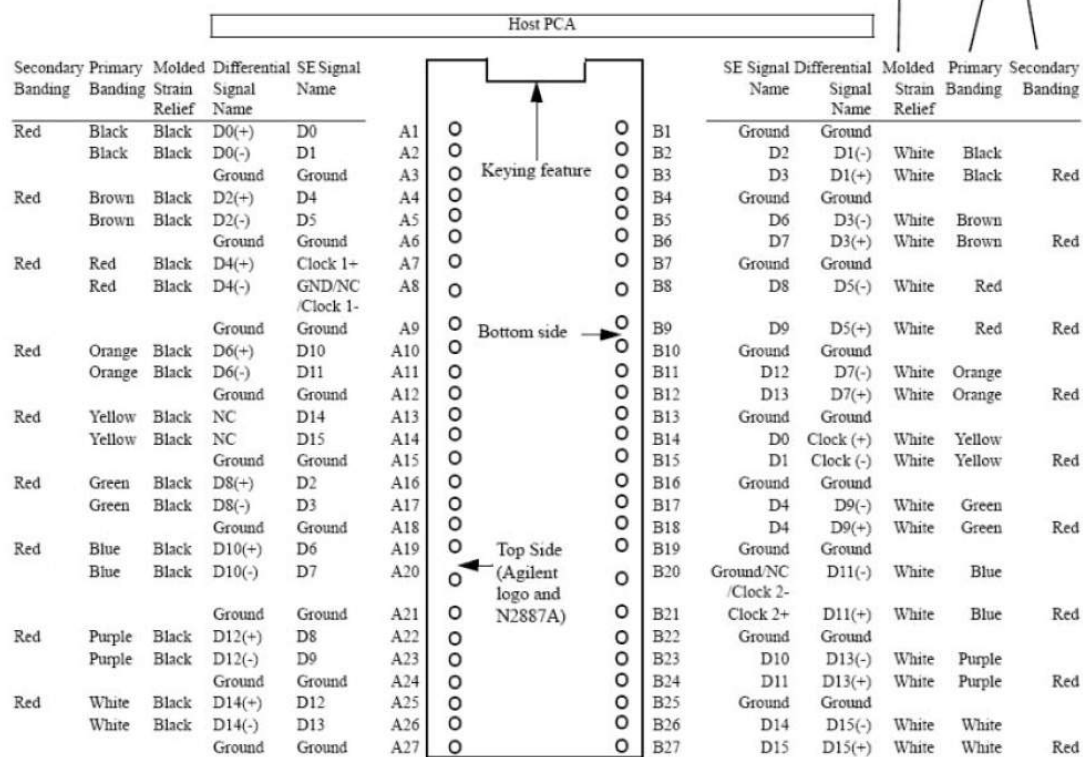 Host PCA
Secondary Primary Molded Differential SE Signal SE Signal Differential Molded Primary Secondary
Banding Banding Strain Signal Name Name Signal Strain Banding Banding
Relief Name Name Relief
Red Black Black D0(+) D0 A1 B1 Ground Ground
Black Black D0(-) D1 A2 B2 D2 D1(-) White Black
Ground Ground A3 Keying feature B3 D3 D1(+) White Black Red
Red Brown Black D2(+) D4 A4 B4 Ground Ground
Brown Black D2(-) D5 A5 B5 D6 D3(-) White Brown
Ground Ground A6 B6 D7 D3(+) White Brown Red
Red Red Black D4(+) Clock 1+ A7 B7 Ground Ground
Red Black D4(-) GND/NC A8 B8 D8 D5(-) White Red
/Clock 1-
Ground Ground A9 Bottom side B9 D9 D5(+) White Red Red
Red Orange Black D6(+) D10 A10 B10 Ground Ground
Orange Black D6(-) D11 A11 B11 D12 D7(-) White Orange
Ground Ground A12 B12 D13 D7(+) White Orange Red
Red Yellow Black NC D14 A13 B13 Ground Ground
Yellow Black NC D15 A14 B14 D0 Clock (+) White Yellow
Ground Ground A15 B15 D1 Clock (-) White Yellow Red
Red Green Black D8(+) D2 A16 B16 Ground Ground
Green Black D8(-) D3 A17 B17 D4 D9(-) White Green
Ground Ground A18 B18 D4 D9(+) White Green Red
Red Blue Black D10(+) D6 A19 Top Side B19 Ground Ground
Blue Black D10(-) D7 A20 (Agilent B20 Ground/NC D11(-) White Blue
logo and /Clock 2-
Ground Ground A21 N2887A) B21 Clock 2+ D11(+) White Blue Red
Red Purple Black D12(+) D8 A22 B22 Ground Ground
Purple Black D12(-) D9 A23 B23 D10 D13(-) White Purple
Ground Ground A24 B24 D11 D13(+) White Purple Red
Red White Black D14(+) D12 A25 B25 Ground Ground
White Black D14(-) D13 A26 B26 D14 D15(-) White White
Ground Ground A27 B27 D15 D15(+) White White Red